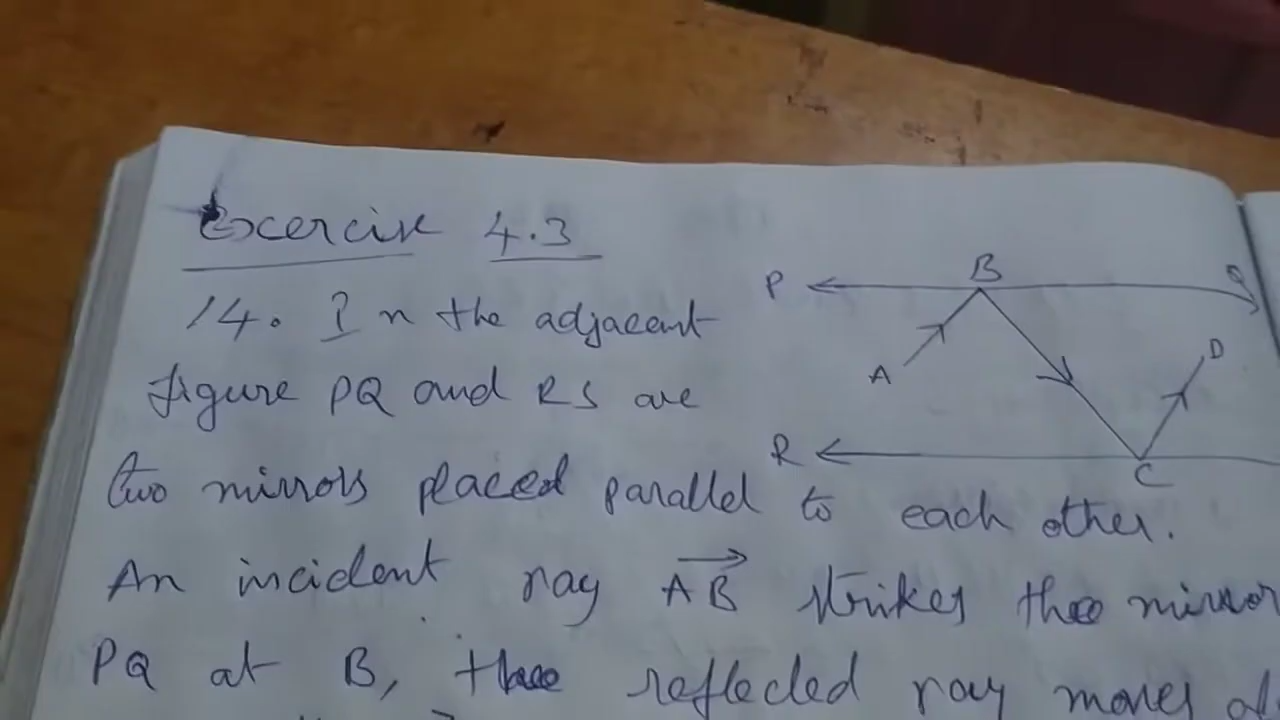 Exercise 4.3
14. In the adjacent
figure PQ and RS are
two mirrors placed parallel to each other.
An incident ray AB strikes the mirror
PQ at B, the reflected ray moves
P
B
Q
A
D
R
C